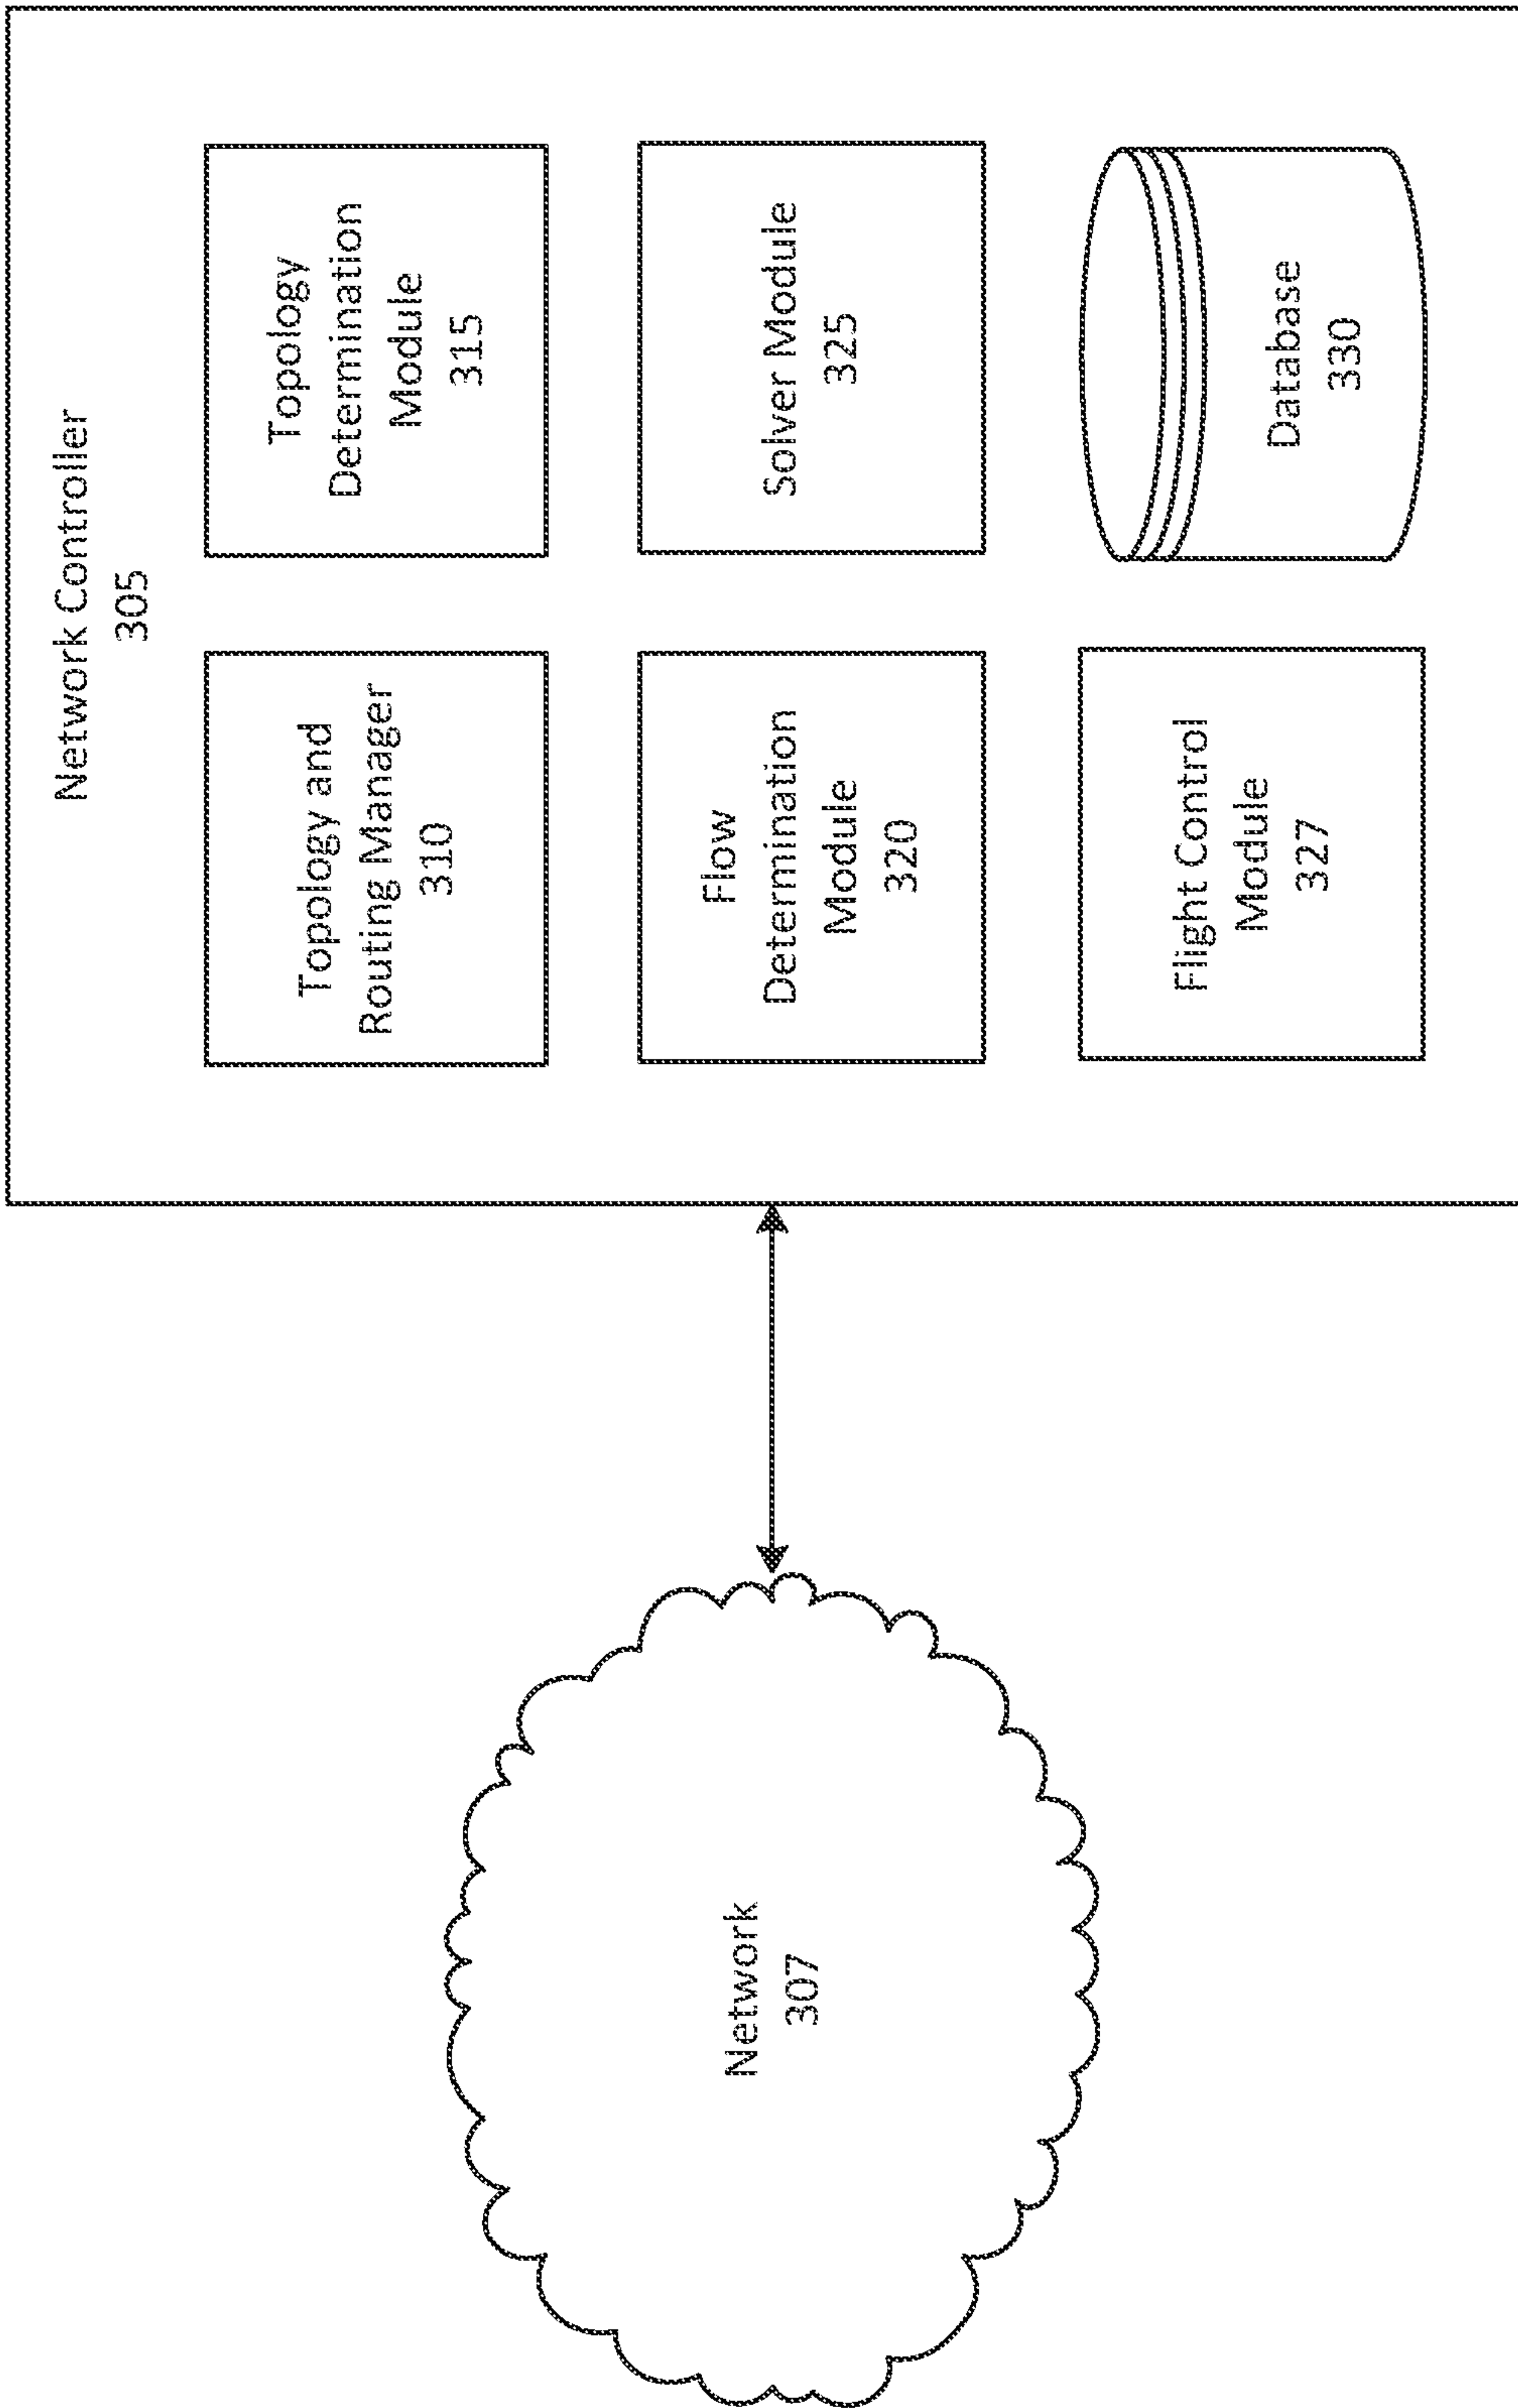 Network Controller
305
Topology and
Routing Manager
310
Topology
Determination
Module
315
Flow
Determination
Module
320
Solver Module
325
Flight Control
Module
327
Database
330
Network
307